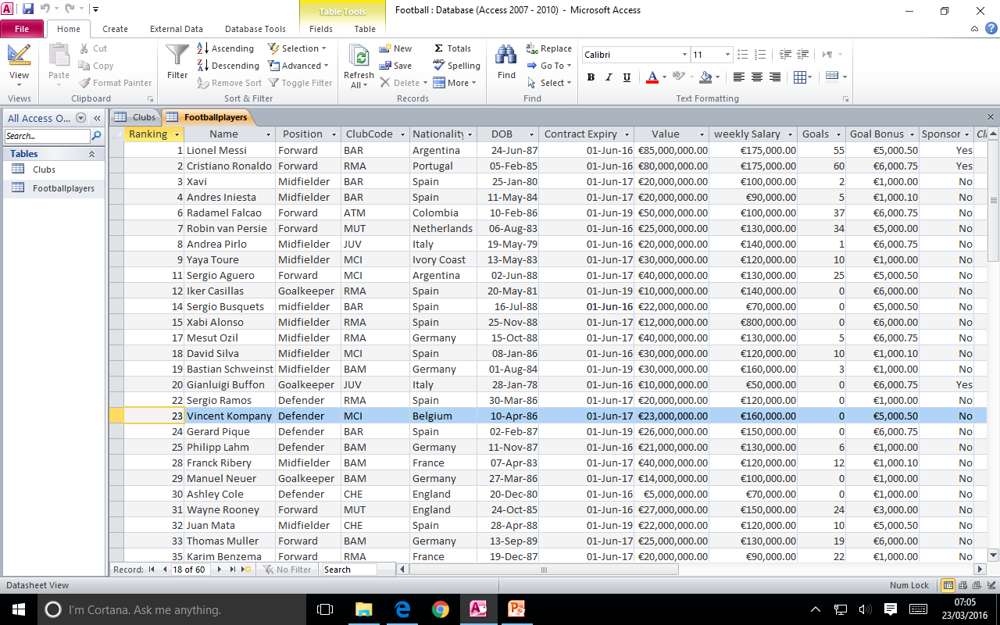 Table Tools
Football : Database (Access 2007 - 2010) - Microsoft Access
File Home Create External Data Database Tools Fields Table
View
Views
Paste
Cut
Copy
Format Painter
Clipboard
Filter
Ascending
Descending
Remove Sort
Selection
Advanced
Toggle Filter
Sort & Filter
Refresh All
New
Save
Delete
Totals
Spelling
More
Records
Find
Replace
Go To
Select
Find
Calibri 11
B I U
Text Formatting
All Access O...
Search...
Tables
Clubs
Footballplayers
Clubs Footballplayers
Ranking Name Position ClubCode Nationality DOB Contract Expiry Value weekly Salary Goals Goal Bonus Sponsor
1 Lionel Messi Forward BAR Argentina 24-Jun-87 01-Jun-16 €85,000,000.00 €175,000.00 55 €5,000.50 Yes
2 Cristiano Ronaldo Forward RMA Portugal 05-Feb-85 01-Jun-16 €80,000,000.00 €175,000.00 60 €6,000.75 Yes
3 Xavi Midfielder BAR Spain 25-Jan-80 01-Jun-16 €20,000,000.00 €100,000.00 2 €1,000.00 No
4 Andres Iniesta Midfielder BAR Spain 11-May-84 01-Jun-17 €20,000,000.00 €90,000.00 5 €1,000.10 No
6 Radamel Falcao Forward ATM Colombia 10-Feb-86 01-Jun-19 €50,000,000.00 €100,000.00 37 €6,000.75 No
7 Robin van Persie Forward MUT Netherlands 06-Aug-83 01-Jun-16 €25,000,000.00 €130,000.00 34 €5,000.00 No
8 Andrea Pirlo Midfielder JUV Italy 19-May-79 01-Jun-16 €20,000,000.00 €140,000.00 1 €6,000.75 No
9 Yaya Toure Midfielder MCI Ivory Coast 13-May-83 01-Jun-17 €30,000,000.00 €120,000.00 10 €1,000.00 No
11 Sergio Aguero Forward MCI Argentina 02-Jun-88 01-Jun-17 €40,000,000.00 €130,000.00 25 €5,000.50 No
12 Iker Casillas Goalkeeper RMA Spain 20-May-81 01-Jun-19 €10,000,000.00 €140,000.00 0 €6,000.00 No
14 Sergio Busquets midfielder BAR Spain 16-Jul-88 01-Jun-16 €22,000,000.00 €70,000.00 0 €5,000.50 No
15 Xabi Alonso Midfielder RMA Spain 25-Nov-88 01-Jun-17 €12,000,000.00 €800,000.00 0 €6,000.00 No
17 Mesut Ozil Midfielder RMA Germany 15-Oct-88 01-Jun-17 €40,000,000.00 €130,000.00 5 €6,000.75 No
18 David Silva Midfielder MCI Spain 08-Jan-86 01-Jun-16 €30,000,000.00 €120,000.00 10 €1,000.10 No
19 Bastian Schweinst Midfielder BAM Germany 01-Aug-84 01-Jun-19 €30,000,000.00 €160,000.00 3 €1,000.00 No
20 Gianluigi Buffon Goalkeeper JUV Italy 28-Jan-78 01-Jun-16 €10,000,000.00 €50,000.00 0 €6,000.75 Yes
22 Sergio Ramos Defender RMA Spain 30-Mar-86 01-Jun-17 €20,000,000.00 €120,000.00 0 €1,000.00 No
23 Vincent Kompany Defender MCI Belgium 10-Apr-86 01-Jun-17 €23,000,000.00 €160,000.00 0 €5,000.50 No
24 Gerard Pique Defender BAR Spain 02-Feb-87 01-Jun-19 €26,000,000.00 €150,000.00 0 €6,000.75 No
25 Philipp Lahm Defender BAM Germany 11-Nov-87 01-Jun-16 €21,000,000.00 €130,000.00 6 €1,000.00 No
28 Franck Ribery Midfielder BAM France 07-Apr-83 01-Jun-17 €40,000,000.00 €120,000.00 12 €1,000.10 No
29 Manuel Neuer Goalkeeper BAM Germany 27-Mar-86 01-Jun-17 €14,000,000.00 €100,000.00 0 €1,000.00 No
30 Ashley Cole Defender CHE England 20-Dec-80 01-Jun-16 €5,000,000.00 €70,000.00 0 €1,000.00 No
31 Wayne Rooney Forward MUT England 24-Oct-85 01-Jun-16 €27,000,000.00 €150,000.00 24 €3,000.00 No
32 Juan Mata Midfielder CHE Spain 28-Apr-88 01-Jun-19 €22,000,000.00 €120,000.00 10 €5,000.50 No
33 Thomas Muller Forward BAM Germany 13-Sep-89 01-Jun-17 €25,000,000.00 €130,000.00 19 €6,000.00 No
35 Karim Benzema Forward RMA France 19-Dec-87 01-Jun-17 €20,000,000.00 €90,000.00 22 €1,000.00 No
Record: 18 of 60 No Filter Search
Datasheet View Num Lock
I'm Cortana. Ask me anything.
07:05
23/03/2016